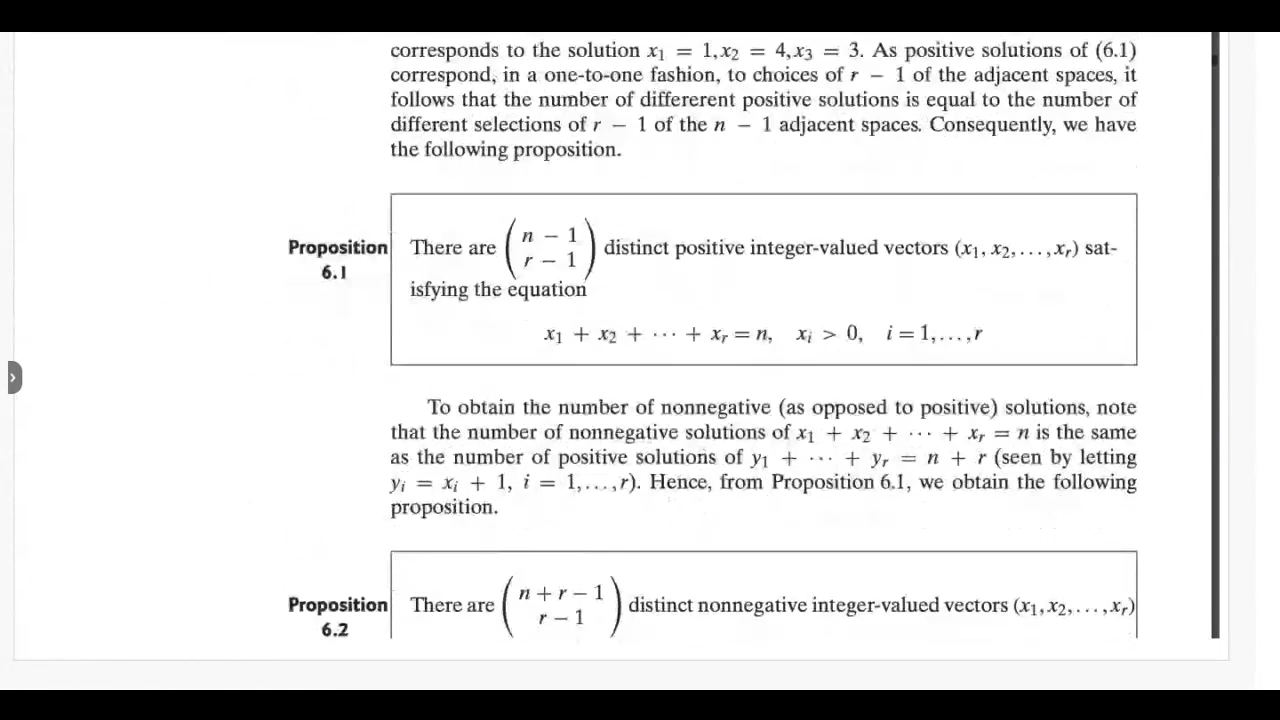 corresponds to the solution x₁ = 1, x₂ = 4, x₃ = 3. As positive solutions of (6.1)
correspond, in a one-to-one fashion, to choices of r − 1 of the adjacent spaces, it
follows that the number of differerent positive solutions is equal to the number of
different selections of r − 1 of the n − 1 adjacent spaces. Consequently, we have
the following proposition.
Proposition
6.1
There are (n − 1 
r − 1) distinct positive integer-valued vectors (x₁, x₂, . . . , xᵣ) sat-
isfying the equation
x₁ + x₂ + ··· + xᵣ = n, xᵢ > 0, i = 1, . . . , r
To obtain the number of nonnegative (as opposed to positive) solutions, note
that the number of nonnegative solutions of x₁ + x₂ + ··· + xᵣ = n is the same
as the number of positive solutions of y₁ + ··· + yᵣ = n + r (seen by letting
yᵢ = xᵢ + 1, i = 1, . . . , r). Hence, from Proposition 6.1, we obtain the following
proposition.
Proposition
6.2
There are (n + r − 1
r − 1) distinct nonnegative integer-valued vectors (x₁, x₂, . . . , xᵣ)